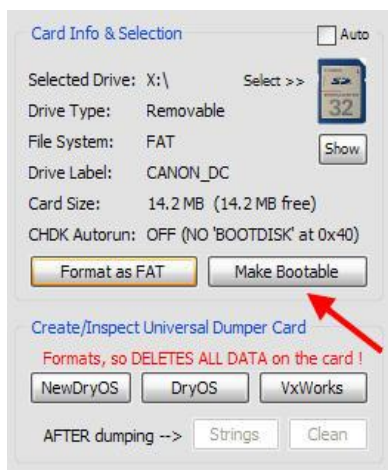 Card Info & Selection Auto
Selected Drive: X:\ Select >>
Drive Type: Removable 32
File System: FAT Show
Drive Label: CANON_DC
Card Size: 14.2 MB (14.2 MB free)
CHDK Autorun: OFF (NO 'BOOTDISK' at 0x40)
Format as FAT Make Bootable
Create/Inspect Universal Dumper Card
Formats, so DELETES ALL DATA on the card !
NewDryOS DryOS VxWorks
AFTER dumping --> Strings Clean